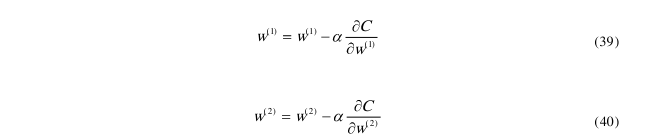 w⁽¹⁾ = w⁽¹⁾ − α ∂C/∂w⁽¹⁾ (39)
w⁽²⁾ = w⁽²⁾ − α ∂C/∂w⁽²⁾ (40)